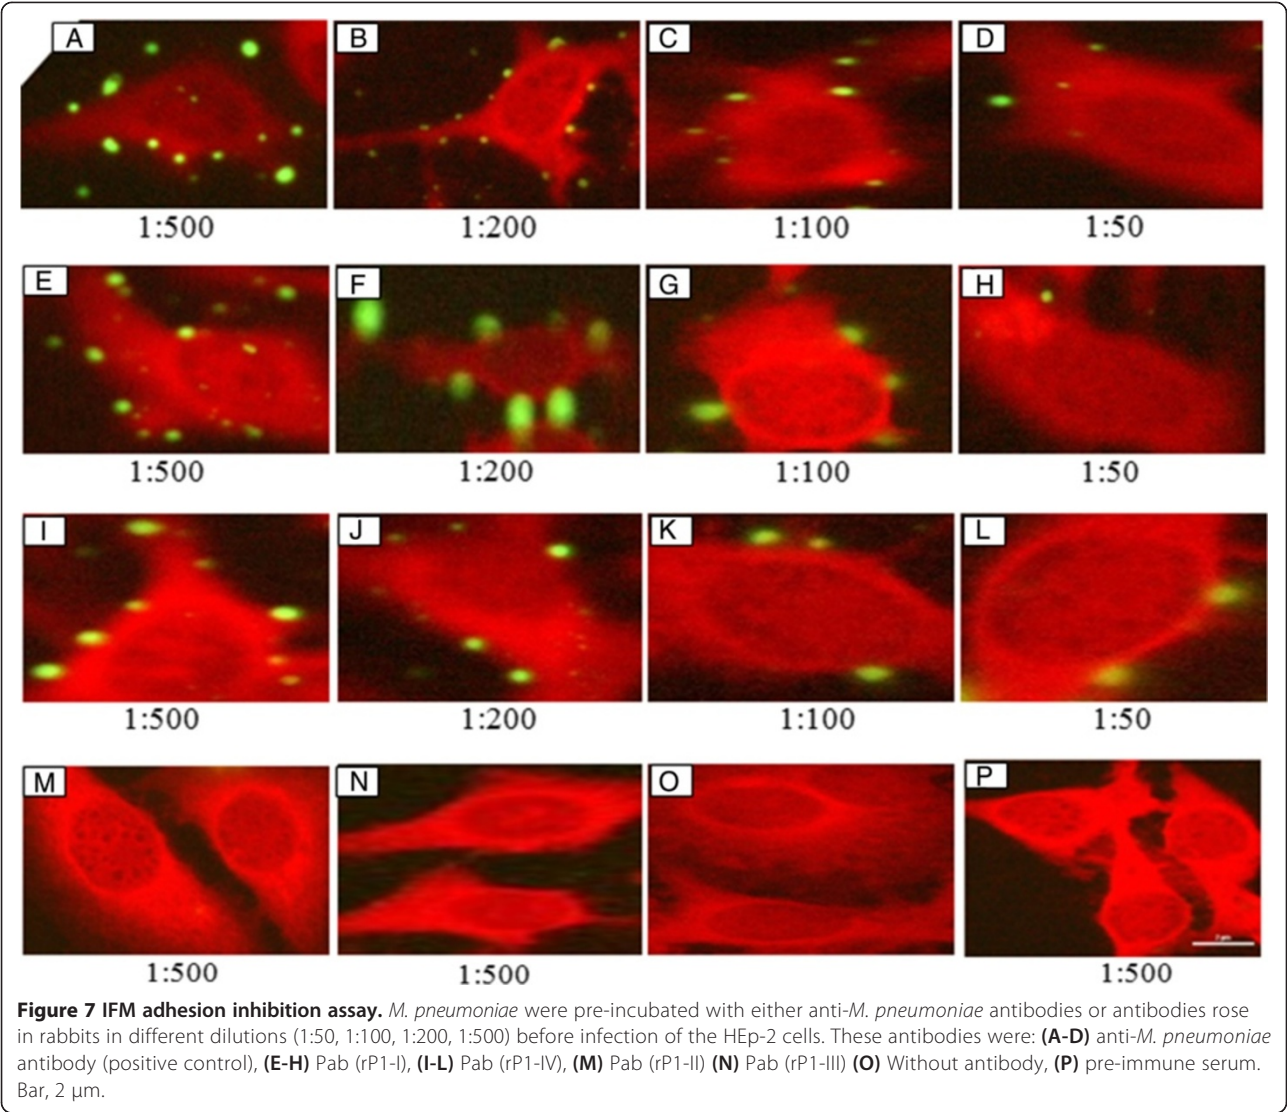 A B C D
1:500 1:200 1:100 1:50
E F G H
1:500 1:200 1:100 1:50
I J K L
1:500 1:200 1:100 1:50
M N O P
1:500 1:500 1:500
Figure 7 IFM adhesion inhibition assay. M. pneumoniae were pre-incubated with either anti-M. pneumoniae antibodies or antibodies rose
in rabbits in different dilutions (1:50, 1:100, 1:200, 1:500) before infection of the HEp-2 cells. These antibodies were: (A-D) anti-M. pneumoniae
antibody (positive control), (E-H) Pab (rP1-I), (I-L) Pab (rP1-IV), (M) Pab (rP1-II) (N) Pab (rP1-III) (O) Without antibody, (P) pre-immune serum.
Bar, 2 μm.